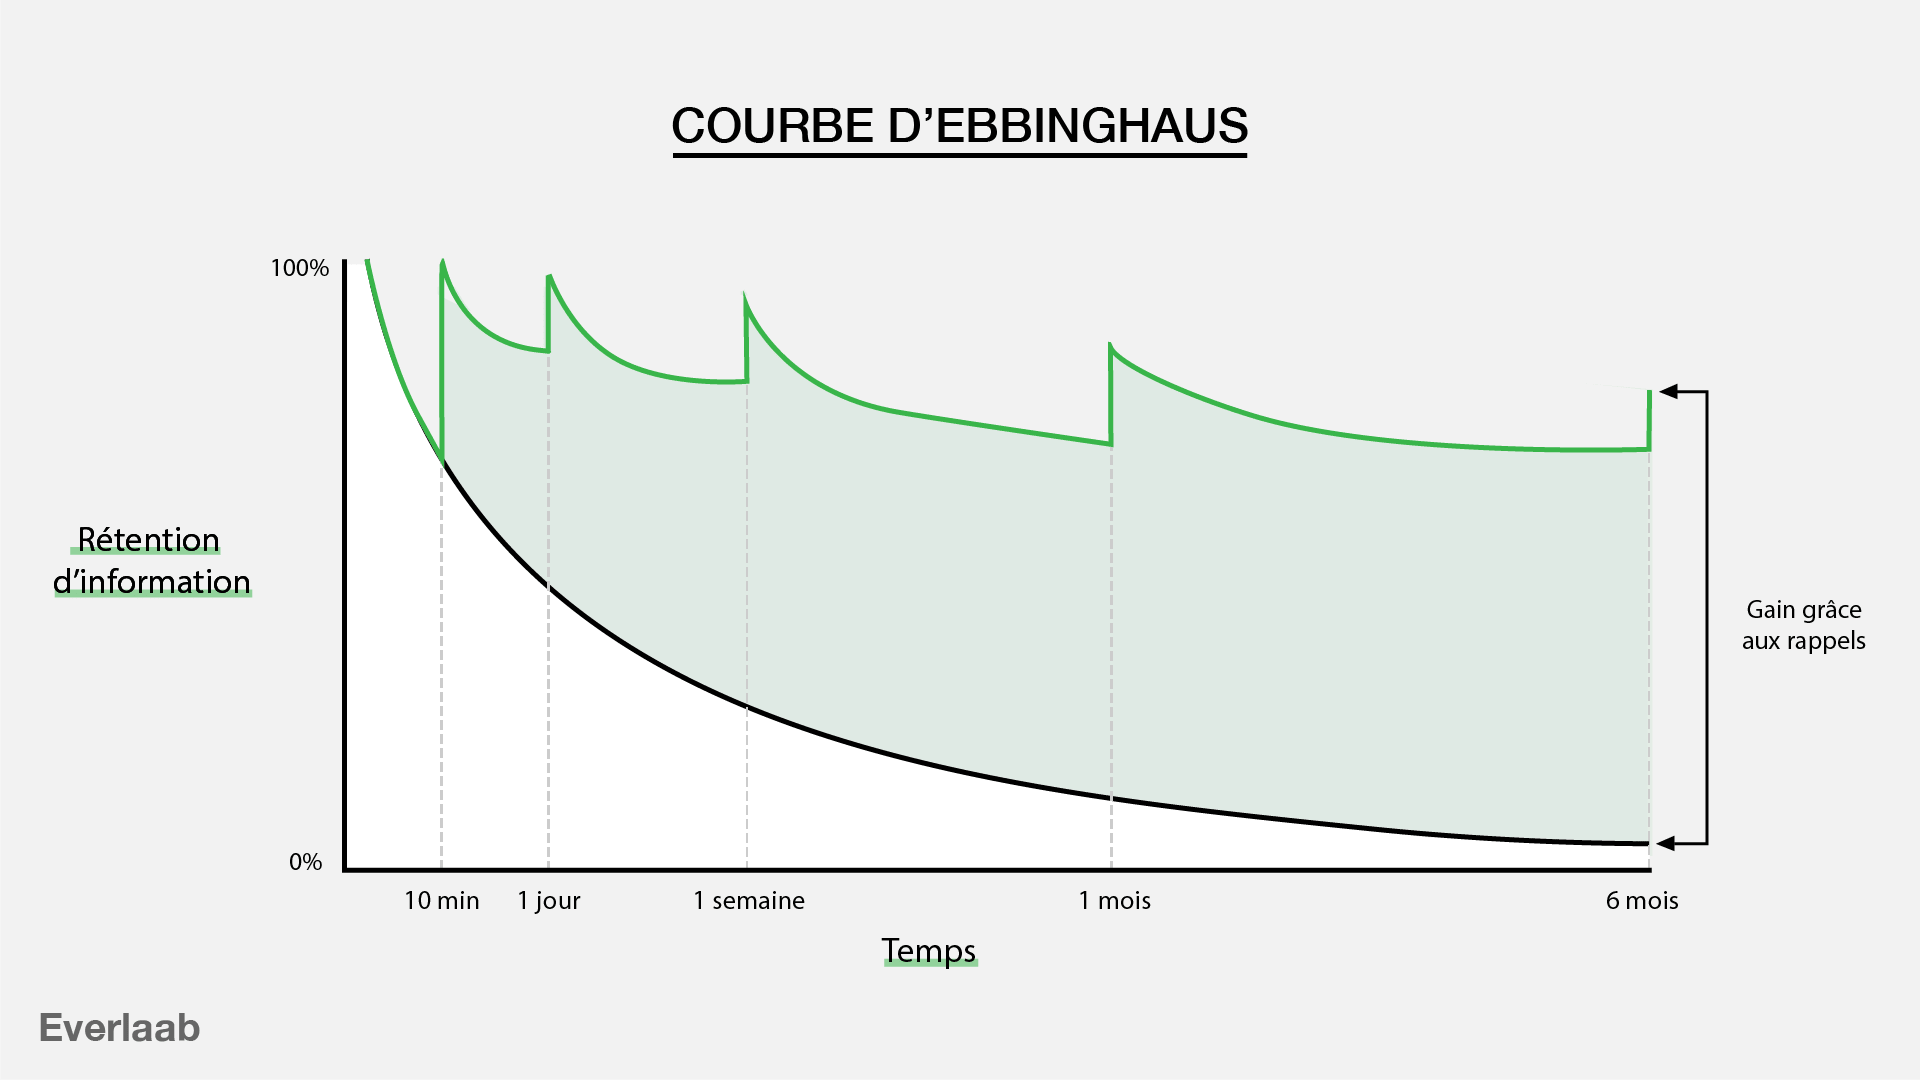 COURBE D’EBBINGHAUS
100%
Rétention
d’information
0%
Gain grâce
aux rappels
10 min
1 jour
1 semaine
1 mois
6 mois
Temps
Everlaab